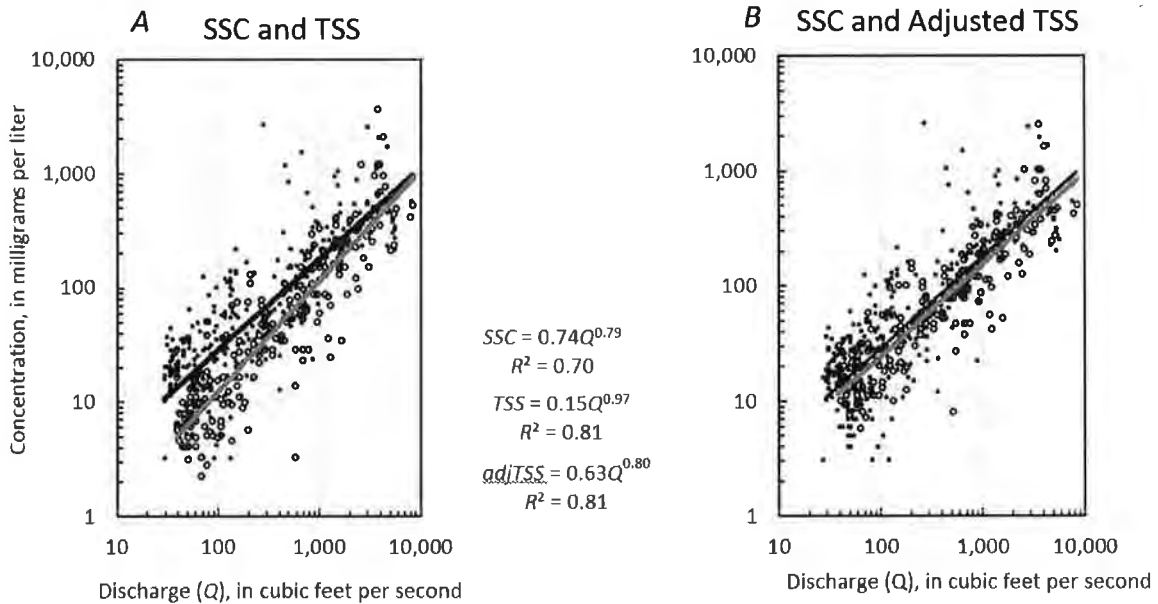 A SSC and TSS
Concentration, in milligrams per liter
10,000
1,000
100
10
1
10 100 1,000 10,000
Discharge (Q), in cubic feet per second
SSC = 0.74Q^0.79
R² = 0.70
TSS = 0.15Q^0.97
R² = 0.81
adjTSS = 0.63Q^0.80
R² = 0.81
B SSC and Adjusted TSS
10,000
1,000
100
10
1
10 100 1,000 10,000
Discharge (Q), in cubic feet per second